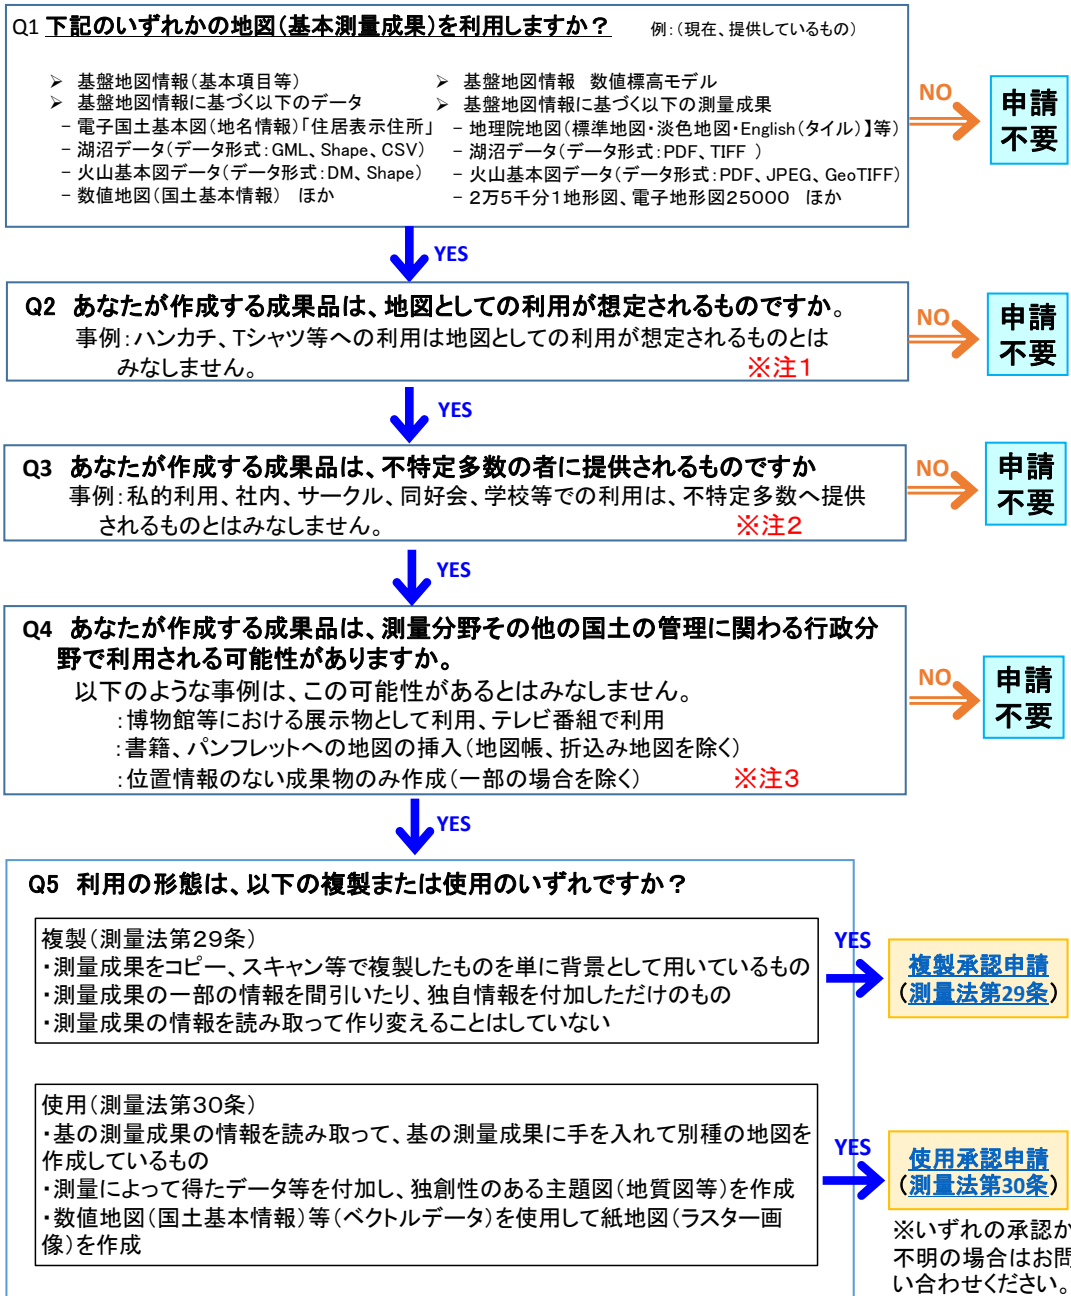 Q1 下記のいずれかの地図(基本測量成果)を利用しますか？ 例:(現在、提供しているもの)
➢ 基盤地図情報(基本項目等)
➢ 基盤地図情報に基づく以下のデータ
－電子国土基本図(地名情報)「住居表示住所」
－湖沼データ(データ形式:GML、Shape、CSV)
－火山基本図データ(データ形式:DM、Shape)
－数値地図(国土基本情報) ほか
➢ 基盤地図情報 数値標高モデル
➢ 基盤地図情報に基づく以下の測量成果
－地理院地図(標準地図・淡色地図・English(タイル)】等)
－湖沼データ(データ形式:PDF、TIFF )
－火山基本図データ(データ形式:PDF、JPEG、GeoTIFF)
－2万5千分1地形図、電子地形図25000 ほか
NO
申請
不要
YES
Q2 あなたが作成する成果品は、地図としての利用が想定されるものですか。
事例:ハンカチ、Tシャツ等への利用は地図としての利用が想定されるものとは
みなしません。 ※注1
NO
申請
不要
YES
Q3 あなたが作成する成果品は、不特定多数の者に提供されるものですか
事例:私的利用、社内、サークル、同好会、学校等での利用は、不特定多数へ提供
されるものとはみなしません。 ※注2
NO
申請
不要
YES
Q4 あなたが作成する成果品は、測量分野その他の国土の管理に関わる行政分
野で利用される可能性がありますか。
以下のような事例は、この可能性があるとはみなしません。
:博物館等における展示物として利用、テレビ番組で利用
:書籍、パンフレットへの地図の挿入(地図帳、折込み地図を除く)
:位置情報のない成果物のみ作成(一部の場合を除く) ※注3
NO
申請
不要
YES
Q5 利用の形態は、以下の複製または使用のいずれですか？
複製(測量法第29条)
・測量成果をコピー、スキャン等で複製したものを単に背景として用いているもの
・測量成果の一部の情報を間引いたり、独自情報を付加しただけのもの
・測量成果の情報を読み取って作り変えることはしていない
YES
複製承認申請
(測量法第29条)
使用(測量法第30条)
・基の測量成果の情報を読み取って、基の測量成果に手を入れて別種の地図を
作成しているもの
・測量によって得たデータ等を付加し、独創性のある主題図(地質図等)を作成
・数値地図(国土基本情報)等(ベクトルデータ)を使用して紙地図(ラスター画
像)を作成
YES
使用承認申請
(測量法第30条)
※いずれの承認か
不明の場合はお問
い合わせください。